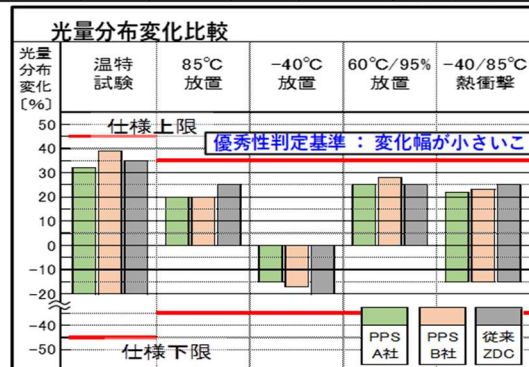 光量分布変化比較
光量
分布
変化
[%]
温特
試験
85℃
放置
-40℃
放置
60℃/95%
放置
-40/85℃
熱衝撃
50
40
30
20
10
0
-10
-20
-40
-50
仕様上限
優秀性判定基準 : 変化幅が小さいこ
仕様下限
PPS
A社
PPS
B社
従来
ZDC